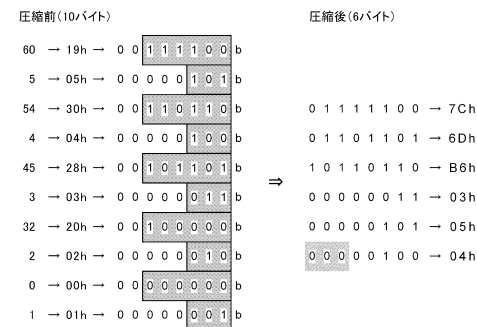 圧縮前(10バイト)
圧縮後(6バイト)
60 → 19h → 0 0 1 1 1 1 0 0 b
5 → 05h → 0 0 0 0 0 1 0 1 b
54 → 30h → 0 0 1 1 0 1 1 0 b
0 1 1 1 1 1 0 0 → 7Ch
4 → 04h → 0 0 0 0 0 1 0 0 b
0 1 1 0 1 1 0 1 → 6Dh
45 → 28h → 0 0 1 0 1 1 0 1 b
1 0 1 1 0 1 1 0 → B6h
⇒
3 → 03h → 0 0 0 0 0 0 1 1 b
0 0 0 0 0 0 1 1 → 03h
32 → 20h → 0 0 1 0 0 0 0 0 b
0 0 0 0 0 1 0 1 → 05h
2 → 02h → 0 0 0 0 0 0 1 0 b
0 0 0 0 0 1 0 0 → 04h
0 → 00h → 0 0 0 0 0 0 0 0 b
1 → 01h → 0 0 0 0 0 0 0 1 b